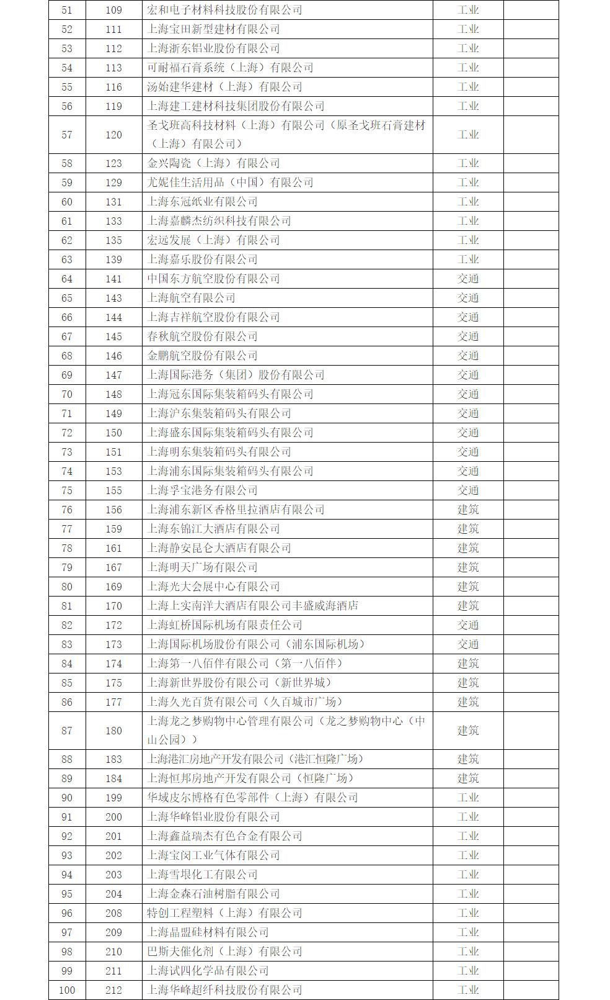 51 109 宏和电子材料科技股份有限公司 工业
52 111 上海宝田新型建材有限公司 工业
53 112 上海浙东铝业股份有限公司 工业
54 113 可耐福石膏系统（上海）有限公司 工业
55 116 汤始建华建材（上海）有限公司 工业
56 119 上海建工建材科技集团股份有限公司 工业
57 120 圣戈班高科技材料（上海）有限公司（原圣戈班石膏建材 工业
（上海）有限公司）
58 123 金兴陶瓷（上海）有限公司 工业
59 129 尤妮佳生活用品（中国）有限公司 工业
60 131 上海东冠纸业有限公司 工业
61 133 上海嘉麟杰纺织科技有限公司 工业
62 135 宏远发展（上海）有限公司 工业
63 139 上海嘉乐股份有限公司 工业
64 141 中国东方航空股份有限公司 交通
65 143 上海航空有限公司 交通
66 144 上海吉祥航空股份有限公司 交通
67 145 春秋航空股份有限公司 交通
68 146 金鹏航空股份有限公司 交通
69 147 上海国际港务（集团）股份有限公司 交通
70 148 上海冠东国际集装箱码头有限公司 交通
71 149 上海沪东集装箱码头有限公司 交通
72 150 上海盛东国际集装箱码头有限公司 交通
73 151 上海明东集装箱码头有限公司 交通
74 153 上海浦东国际集装箱码头有限公司 交通
75 155 上海孚宝港务有限公司 交通
76 156 上海浦东新区香格里拉酒店有限公司 建筑
77 159 上海东锦江大酒店有限公司 建筑
78 161 上海静安昆仑大酒店有限公司 建筑
79 167 上海明天广场有限公司 建筑
80 169 上海光大会展中心有限公司 建筑
81 170 上海上实南洋大酒店有限公司丰盛威海酒店 建筑
82 172 上海虹桥国际机场有限责任公司 交通
83 173 上海国际机场股份有限公司（浦东国际机场） 交通
84 174 上海第一八佰伴有限公司（第一八佰伴） 建筑
85 175 上海新世界股份有限公司（新世界城） 建筑
86 177 上海久光百货有限公司（久百城市广场） 建筑
87 180 上海龙之梦购物中心管理有限公司（龙之梦购物中心（中 建筑
山公园））
88 183 上海港汇房地产开发有限公司（港汇恒隆广场） 建筑
89 184 上海恒邦房地产开发有限公司（恒隆广场） 建筑
90 199 华域皮尔博格有色零部件（上海）有限公司 工业
91 200 上海华峰铝业股份有限公司 工业
92 201 上海鑫益瑞杰有色合金有限公司 工业
93 202 上海宝闵工业气体有限公司 工业
94 203 上海雪垠化工有限公司 工业
95 204 上海金森石油树脂有限公司 工业
96 208 特创工程塑料（上海）有限公司 工业
97 209 上海晶盟硅材料有限公司 工业
98 210 巴斯夫催化剂（上海）有限公司 工业
99 211 上海试四化学品有限公司 工业
100 212 上海华峰超纤科技股份有限公司 工业